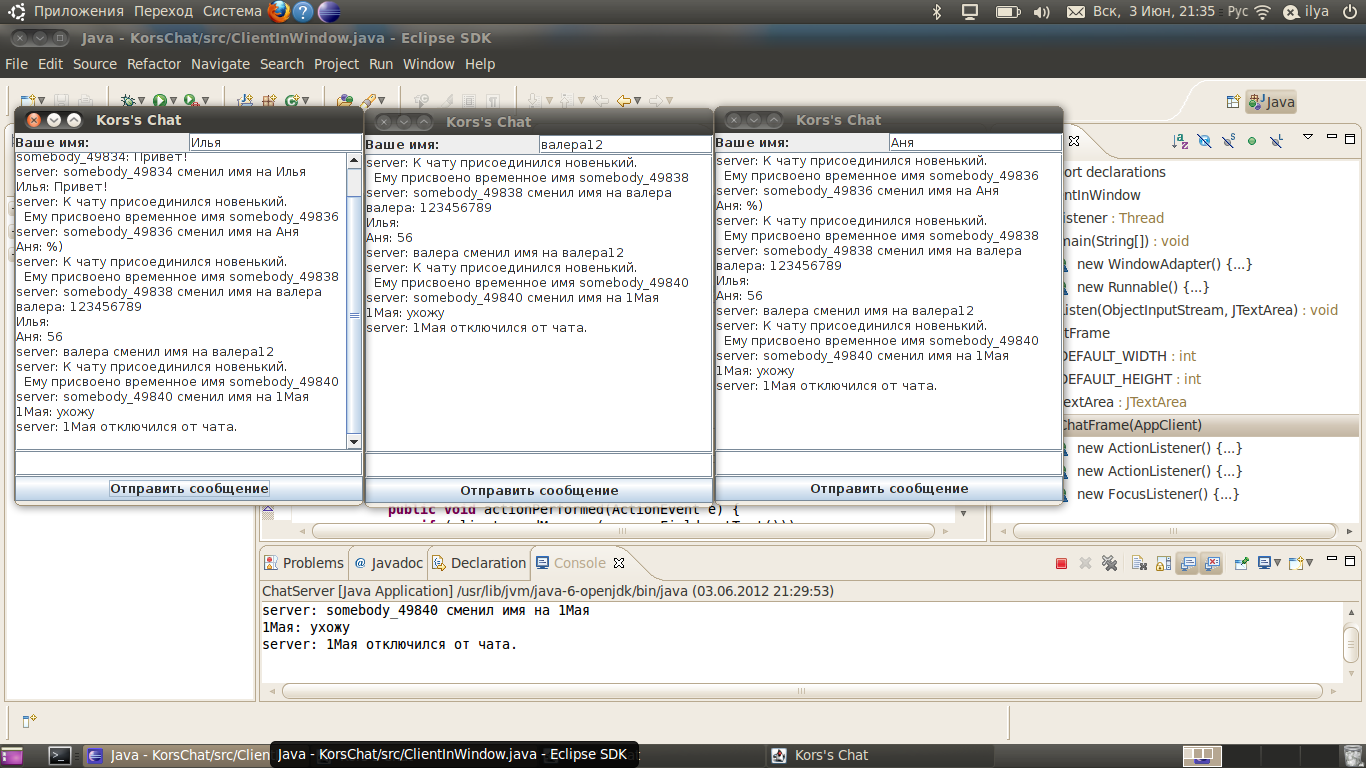 Приложения Переход Система
Вск, 3 Июн, 21:35 Рус ilya
Java - KorsChat/src/ClientInWindow.java - Eclipse SDK
File Edit Source Refactor Navigate Search Project Run Window Help
Java
Kors's Chat
Ваше имя: Илья
somebody_49834: Привет!
server: somebody_49834 сменил имя на Илья
Илья: Привет!
server: К чату присоединился новенький.
Ему присвоено временное имя somebody_49836
server: somebody_49836 сменил имя на Аня
Аня: %)
server: К чату присоединился новенький.
Ему присвоено временное имя somebody_49838
server: somebody_49838 сменил имя на валера
валера: 123456789
Илья:
Аня: 56
server: валера сменил имя на валера12
server: К чату присоединился новенький.
Ему присвоено временное имя somebody_49840
server: somebody_49840 сменил имя на 1Мая
1Мая: ухожу
server: 1Мая отключился от чата.
Отправить сообщение
Kors's Chat
Ваше имя: валера12
server: К чату присоединился новенький.
Ему присвоено временное имя somebody_49838
server: somebody_49838 сменил имя на валера
валера: 123456789
Илья:
Аня: 56
server: валера сменил имя на валера12
server: К чату присоединился новенький.
Ему присвоено временное имя somebody_49840
server: somebody_49840 сменил имя на 1Мая
1Мая: ухожу
server: 1Мая отключился от чата.
Отправить сообщение
Kors's Chat
Ваше имя: Аня
server: К чату присоединился новенький.
Ему присвоено временное имя somebody_49836
server: somebody_49836 сменил имя на Аня
Аня: %)
server: К чату присоединился новенький.
Ему присвоено временное имя somebody_49838
server: somebody_49838 сменил имя на валера
валера: 123456789
Илья:
Аня: 56
server: валера сменил имя на валера12
server: К чату присоединился новенький.
Ему присвоено временное имя somebody_49840
server: somebody_49840 сменил имя на 1Мая
1Мая: ухожу
server: 1Мая отключился от чата.
Отправить сообщение
ort declarations
ntInWindow
istener : Thread
main(String[]) : void
new WindowAdapter() {...}
new Runnable() {...}
isten(ObjectInputStream, JTextArea) : void
tFrame
DEFAULT_WIDTH : int
DEFAULT_HEIGHT : int
extArea : JTextArea
ChatFrame(AppClient)
new ActionListener() {...}
new ActionListener() {...}
new FocusListener() {...}
public void actionPerformed(ActionEvent e) {
Problems @ Javadoc Declaration Console
ChatServer [Java Application] /usr/lib/jvm/java-6-openjdk/bin/java (03.06.2012 21:29:53)
server: somebody_49840 сменил имя на 1Мая
1Мая: ухожу
server: 1Мая отключился от чата.
Java - KorsChat/src/Client
Java - KorsChat/src/ClientInWindow.java - Eclipse SDK
Kors's Chat